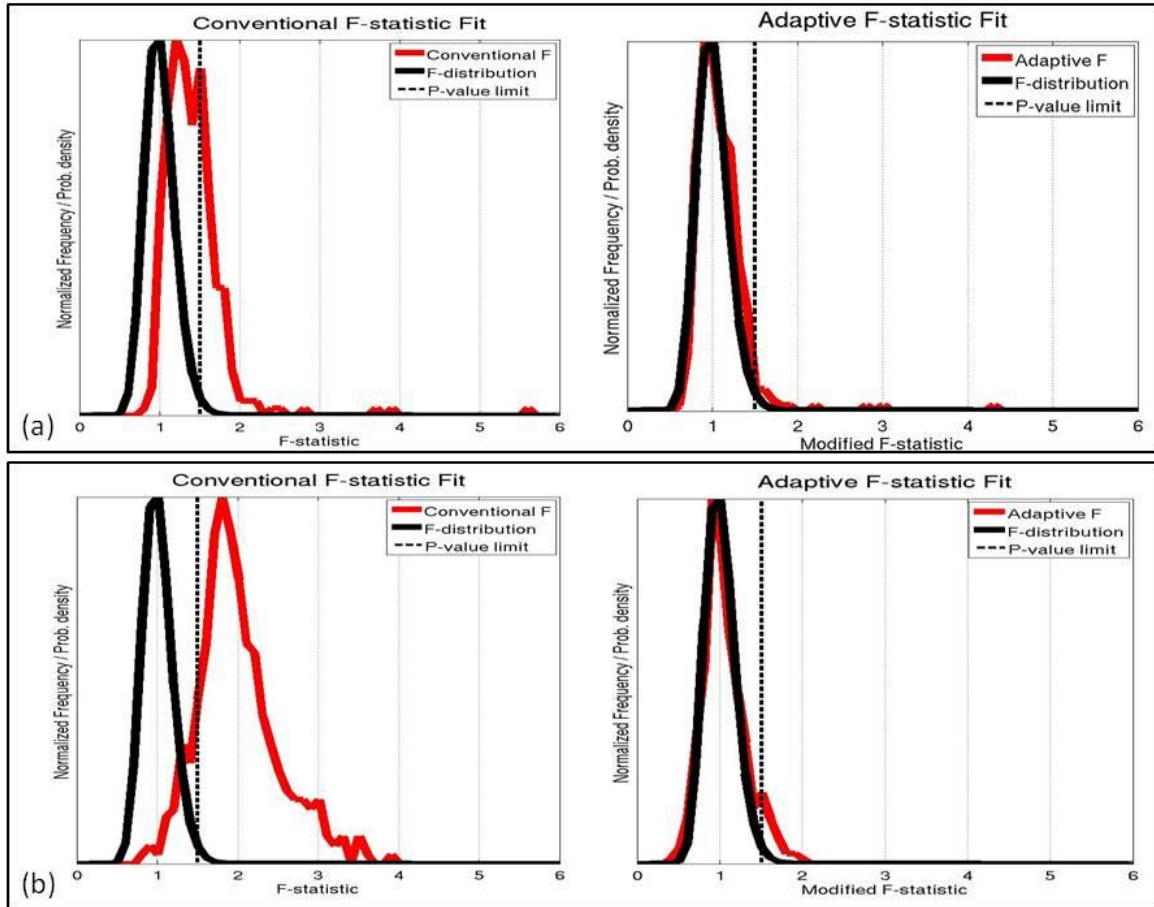 Conventional F-statistic Fit
Normalized Frequency / Prob. density
Conventional F
F-distribution
P-value limit
0 1 2 3 4 5 6
F-statistic
(a)
Adaptive F-statistic Fit
Normalized Frequency / Prob. density
Adaptive F
F-distribution
P-value limit
0 1 2 3 4 5 6
Modified F-statistic
Conventional F-statistic Fit
Normalized Frequency / Prob. density
Conventional F
F-distribution
P-value limit
0 1 2 3 4 5 6
F-statistic
(b)
Adaptive F-statistic Fit
Normalized Frequency / Prob. density
Adaptive F
F-distribution
P-value limit
0 1 2 3 4 5 6
Modified F-statistic